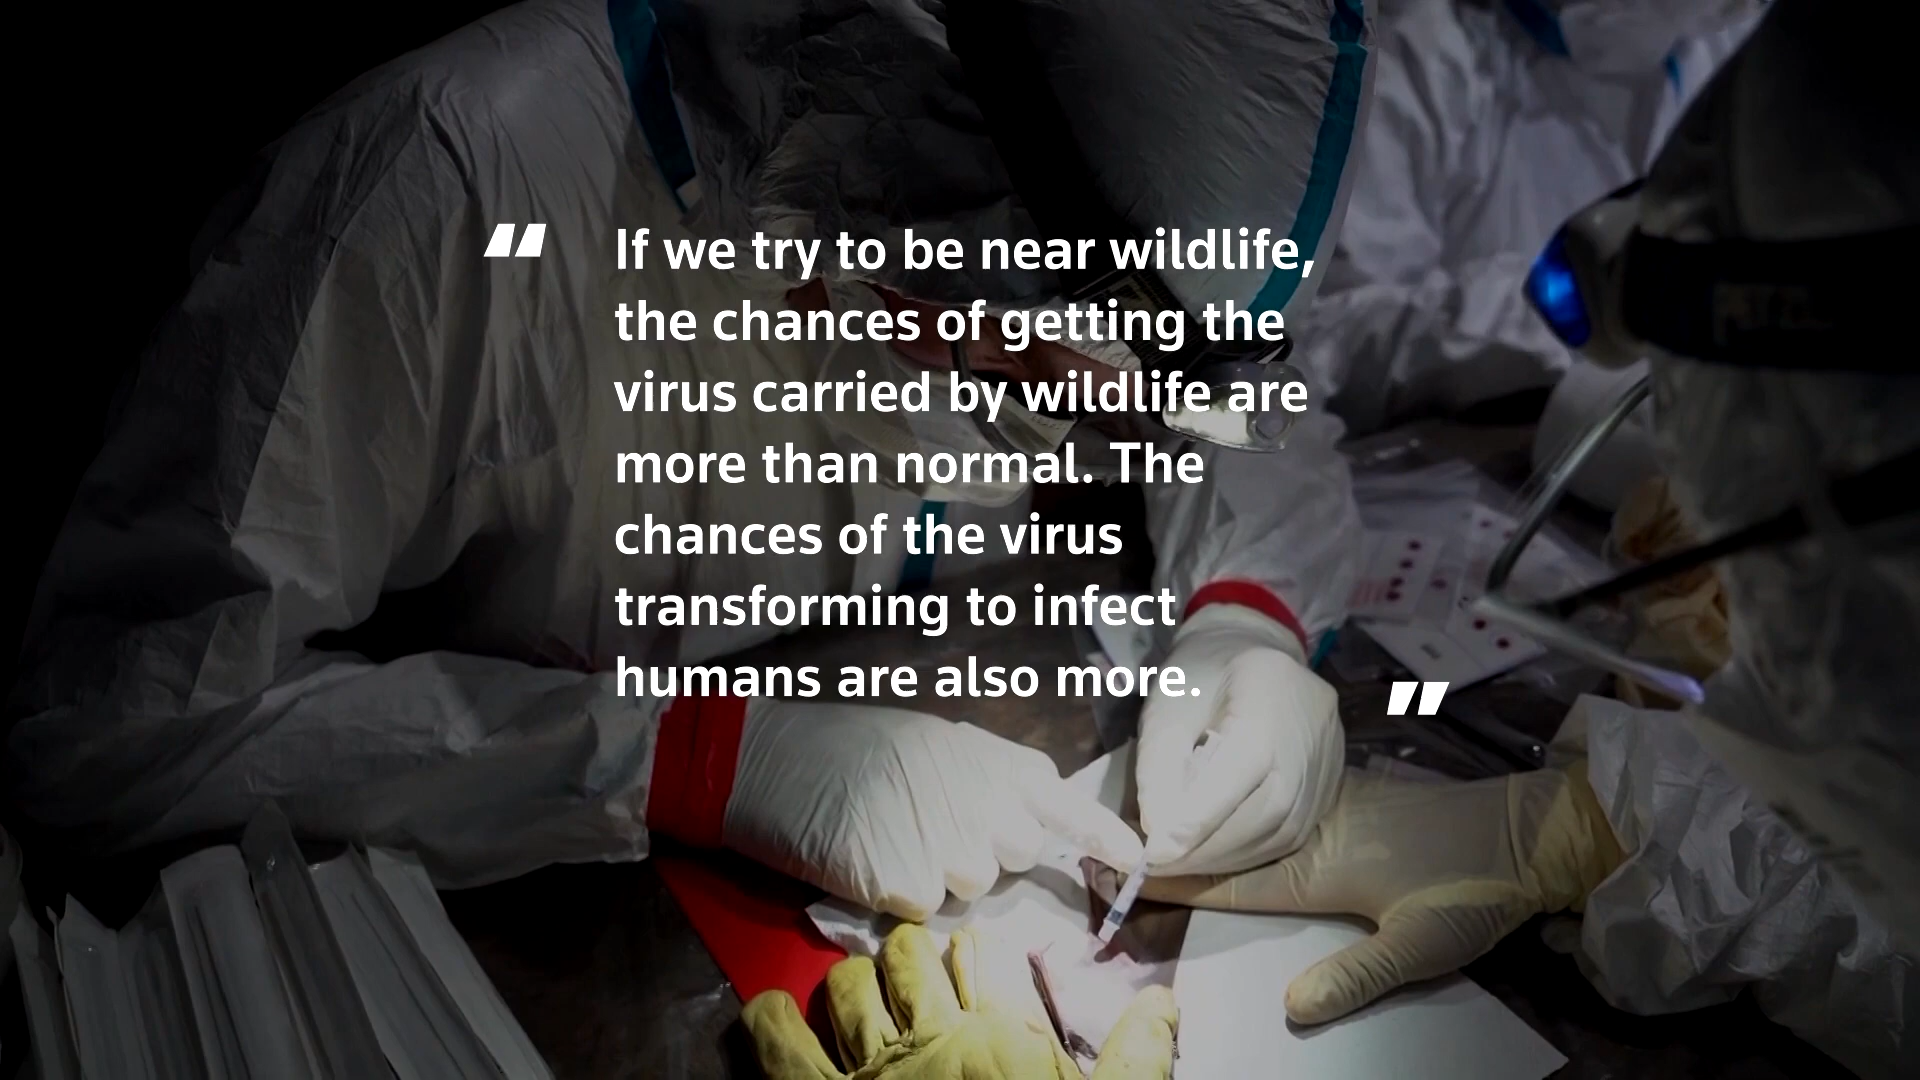 “ If we try to be near wildlife,
the chances of getting the
virus carried by wildlife are
more than normal. The
chances of the virus
transforming to infect
humans are also more. ”
PETZL